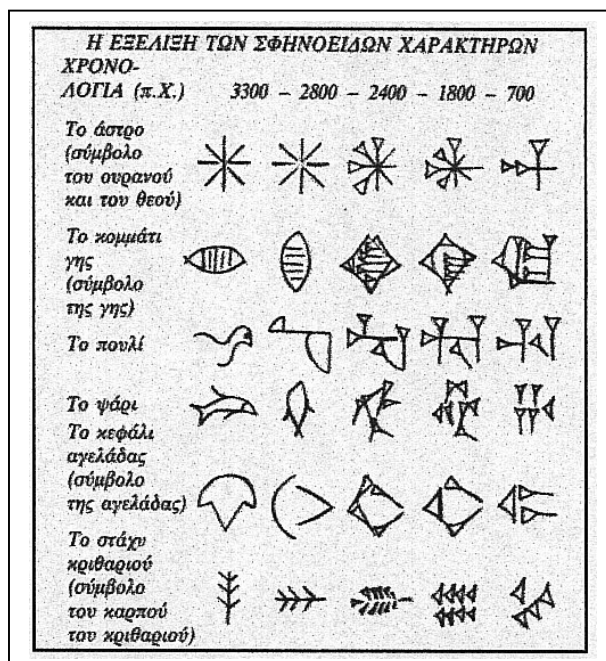 Η ΕΞΕΛΙΞΗ ΤΩΝ ΣΦΗΝΟΕΙΔΩΝ ΧΑΡΑΚΤΗΡΩΝ
ΧΡΟΝΟ-
ΛΟΓΙΑ (π.Χ.) 3300 – 2800 – 2400 – 1800 – 700
Το άστρο
(σύμβολο
του ουρανού
και του θεού)
Το κομμάτι
γης
(σύμβολο
της γης)
Το πουλί
Το ψάρι
Το κεφάλι
αγελάδας
(σύμβολο
της αγελάδας)
Το στάχυ
κριθαριού
(σύμβολο
του καρπού
του κριθαριού)